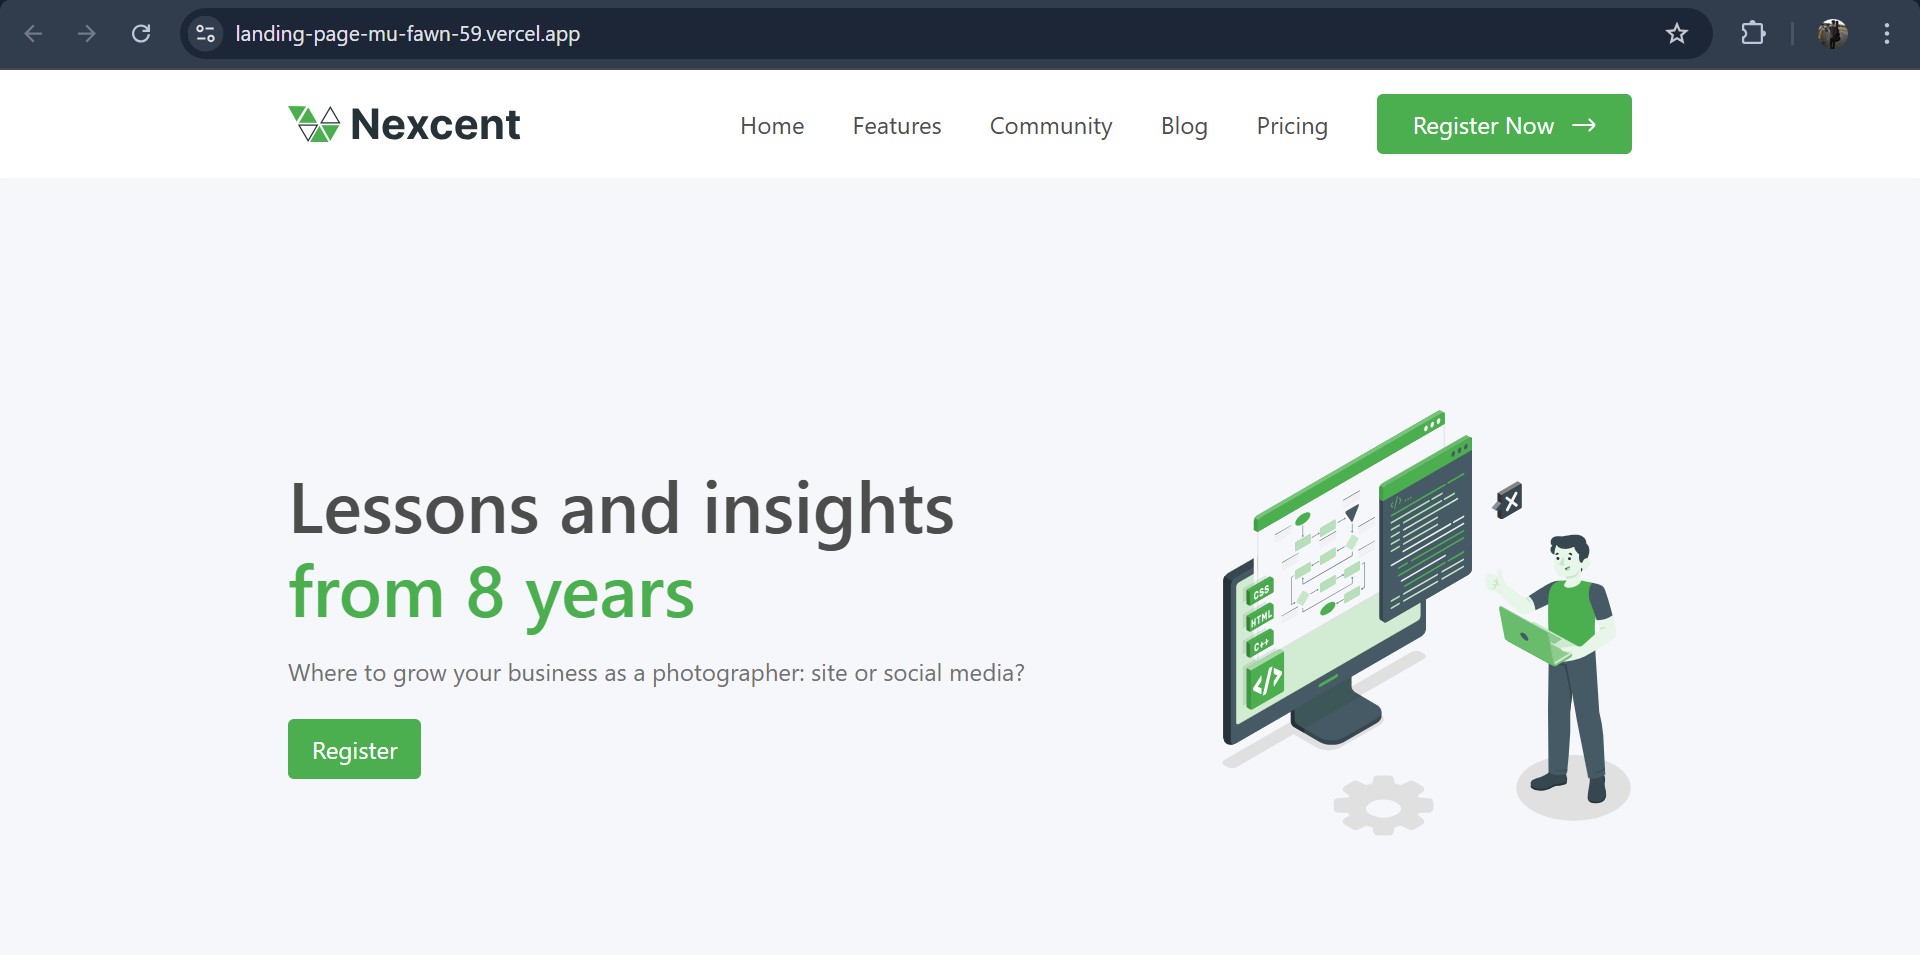 landing-page-mu-fawn-59.vercel.app
Nexcent
Home Features Community Blog Pricing Register Now →
Lessons and insights
from 8 years
Where to grow your business as a photographer: site or social media?
Register
CSS
HTML
C++
</>